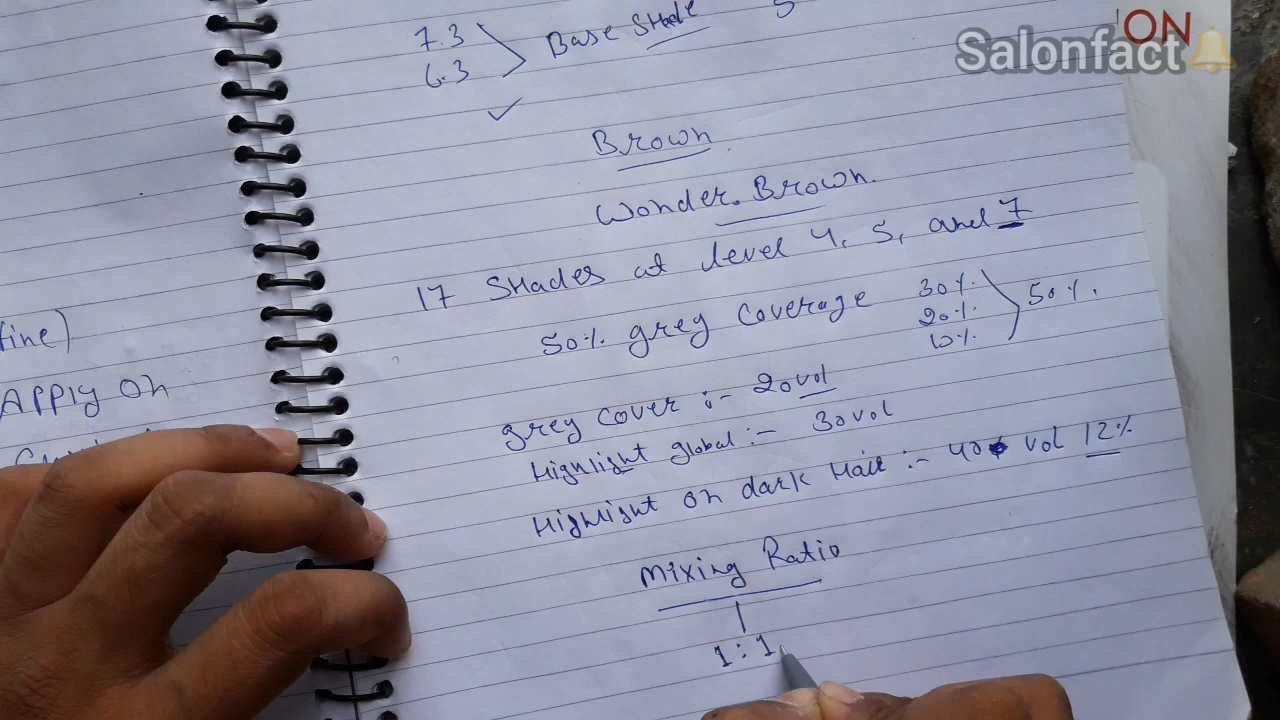 ON
Salonfact
7.3
6.3
Base Shade
5
Brown
Wonder.Brown.
17 Shades at level 4, 5, and 7
50% grey coverage
30%.
20%.
10%
50%.
grey cover :- 20vol
Highlight global :- 30vol
Highlight on dark Hair :- 40 vol 12%
Mixing Ratio
1:1
fine)
APPly on